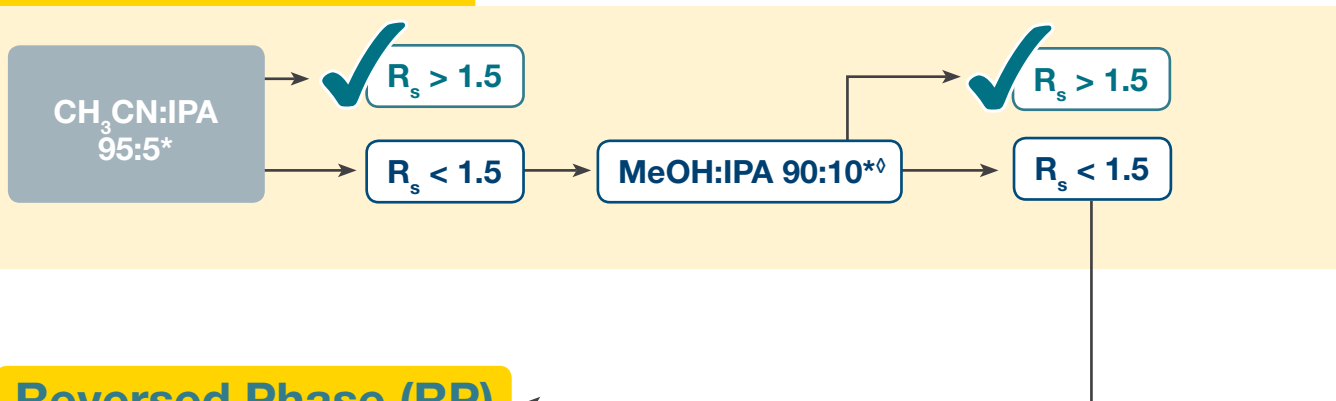 CH₃CN:IPA
95:5*
Rₛ > 1.5
Rₛ < 1.5
MeOH:IPA 90:10*◊
Rₛ > 1.5
Rₛ < 1.5
Reversed Phase (RP)